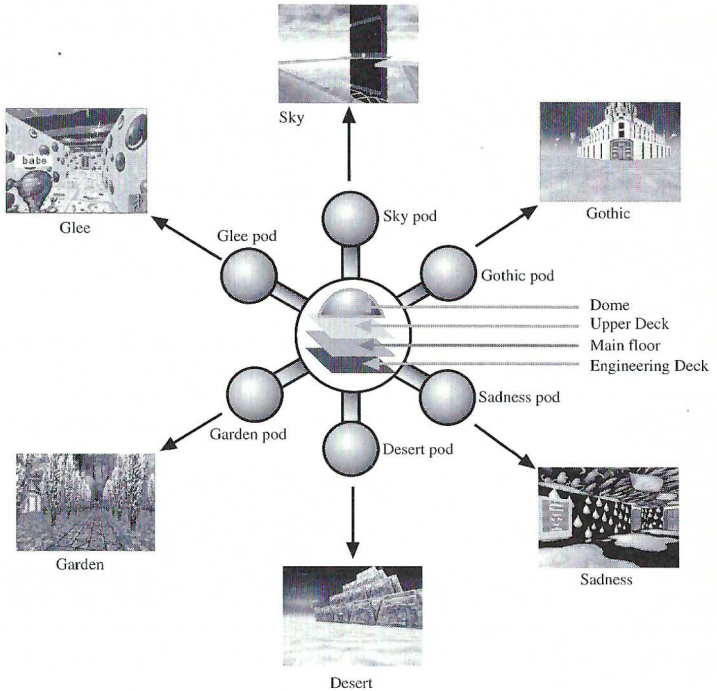 Sky
babe
Glee
Gothic
Glee pod
Sky pod
Gothic pod
Dome
Upper Deck
Main floor
Engineering Deck
Sadness pod
Garden pod
Desert pod
Garden
Sadness
Desert